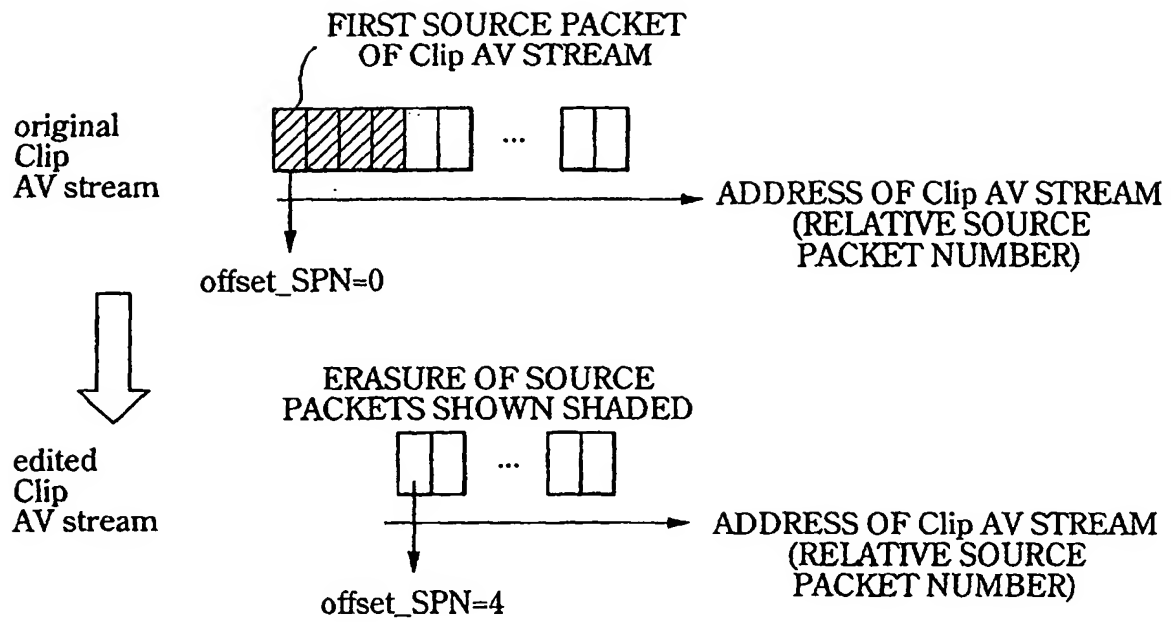 FIRST SOURCE PACKET
OF Clip AV STREAM
original
Clip
AV stream
...
ADDRESS OF Clip AV STREAM
(RELATIVE SOURCE
PACKET NUMBER)
offset_SPN=0
ERASURE OF SOURCE
PACKETS SHOWN SHADED
edited
Clip
AV stream
...
ADDRESS OF Clip AV STREAM
(RELATIVE SOURCE
PACKET NUMBER)
offset_SPN=4